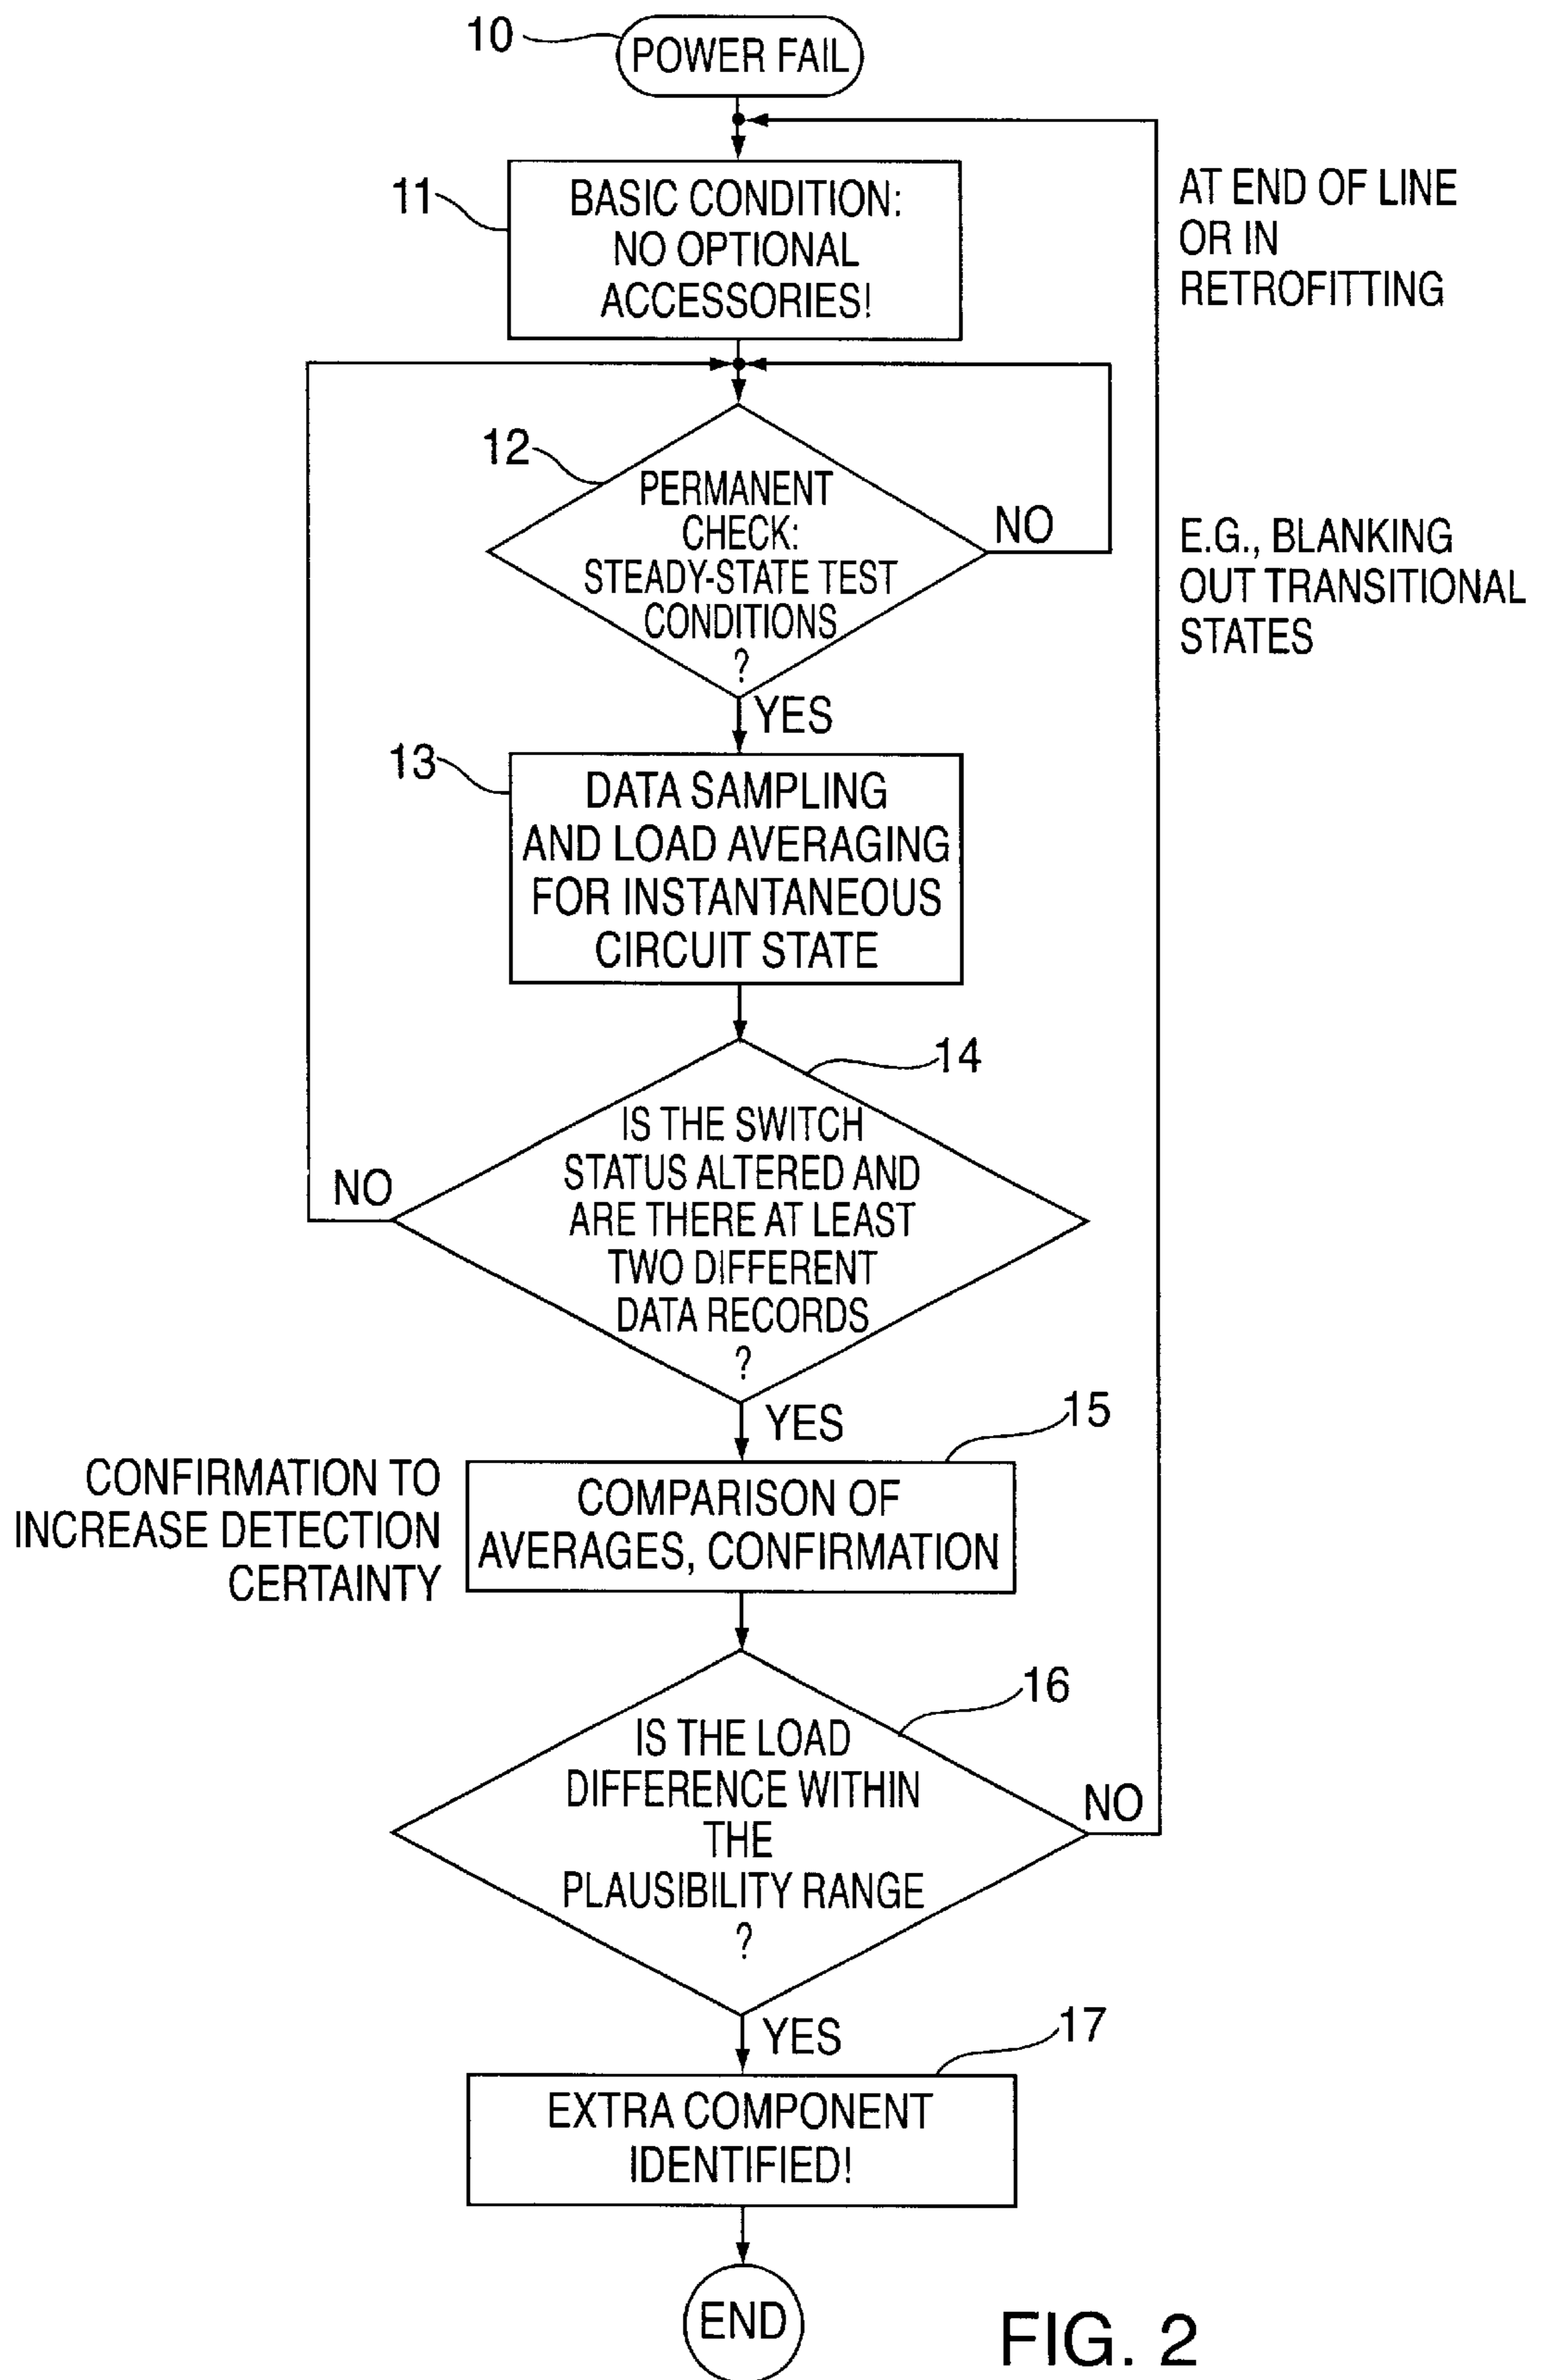 10
POWER FAIL
11
BASIC CONDITION:
NO OPTIONAL
ACCESSORIES!
AT END OF LINE
OR IN
RETROFITTING
12
PERMANENT
CHECK:
STEADY-STATE TEST
CONDITIONS
?
NO
E.G., BLANKING
OUT TRANSITIONAL
STATES
YES
13
DATA SAMPLING
AND LOAD AVERAGING
FOR INSTANTANEOUS
CIRCUIT STATE
14
IS THE SWITCH
STATUS ALTERED AND
ARE THERE AT LEAST
TWO DIFFERENT
DATA RECORDS
?
NO
YES
15
CONFIRMATION TO
INCREASE DETECTION
CERTAINTY
COMPARISON OF
AVERAGES, CONFIRMATION
16
IS THE LOAD
DIFFERENCE WITHIN
THE
PLAUSIBILITY RANGE
?
NO
YES
17
EXTRA COMPONENT
IDENTIFIED!
END
FIG. 2